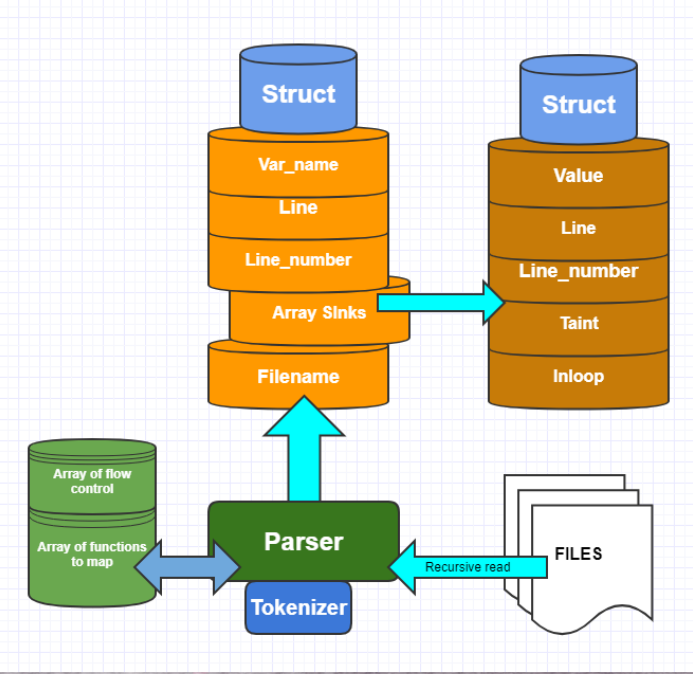 Struct
Var_name
Line
Line_number
Array SInks
Filename
Struct
Value
Line
Line_number
Taint
Inloop
Array of flow
control
Array of functions
to map
Parser
Tokenizer
Recursive read
FILES